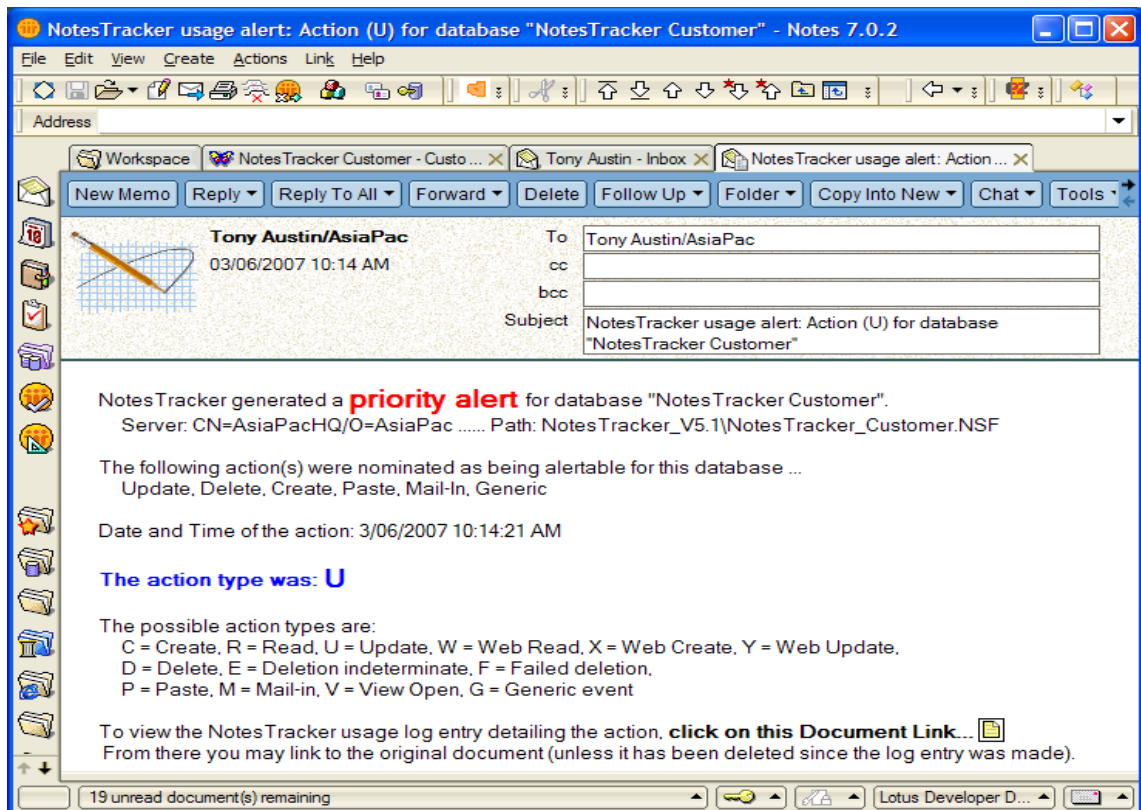 NotesTracker usage alert: Action (U) for database "NotesTracker Customer" - Notes 7.0.2
File Edit View Create Actions Link Help
Address
Workspace NotesTracker Customer - Custo ... Tony Austin - Inbox NotesTracker usage alert: Action ...
New Memo Reply Reply To All Forward Delete Follow Up Folder Copy Into New Chat Tools
Tony Austin/AsiaPac To Tony Austin/AsiaPac
03/06/2007 10:14 AM cc
bcc
Subject NotesTracker usage alert: Action (U) for database
"NotesTracker Customer"
NotesTracker generated a priority alert for database "NotesTracker Customer".
Server: CN=AsiaPacHQ/O=AsiaPac ...... Path: NotesTracker_V5.1\NotesTracker_Customer.NSF
The following action(s) were nominated as being alertable for this database ...
Update, Delete, Create, Paste, Mail-In, Generic
Date and Time of the action: 3/06/2007 10:14:21 AM
The action type was: U
The possible action types are:
C = Create, R = Read, U = Update, W = Web Read, X = Web Create, Y = Web Update,
D = Delete, E = Deletion indeterminate, F = Failed deletion,
P = Paste, M = Mail-in, V = View Open, G = Generic event
To view the NotesTracker usage log entry detailing the action, click on this Document Link...
From there you may link to the original document (unless it has been deleted since the log entry was made).
19 unread document(s) remaining Lotus Developer D...